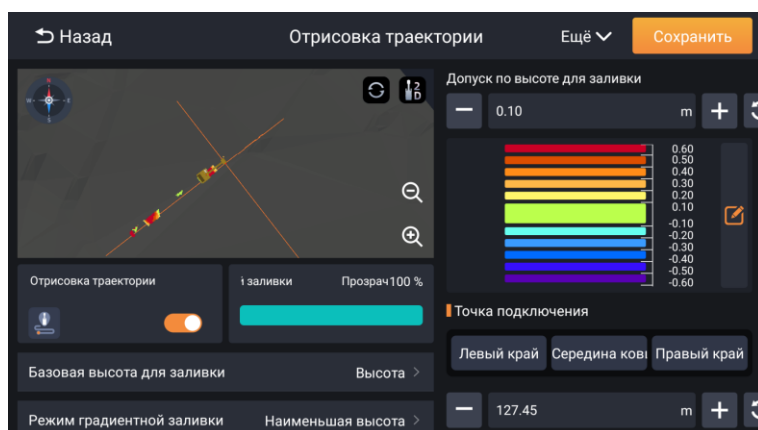 Назад
Отрисовка траектории
Ещё
Сохранить
N
W
E
2
D
Отрисовка траектории
заливки
Прозрач100 %
Базовая высота для заливки
Высота
Режим градиентной заливки
Наименьшая высота
Допуск по высоте для заливки
0.10 m
0.60
0.50
0.40
0.30
0.20
0.10
-0.10
-0.20
-0.30
-0.40
-0.50
-0.60
Точка подключения
Левый край
Середина ков
Правый край
127.45 m